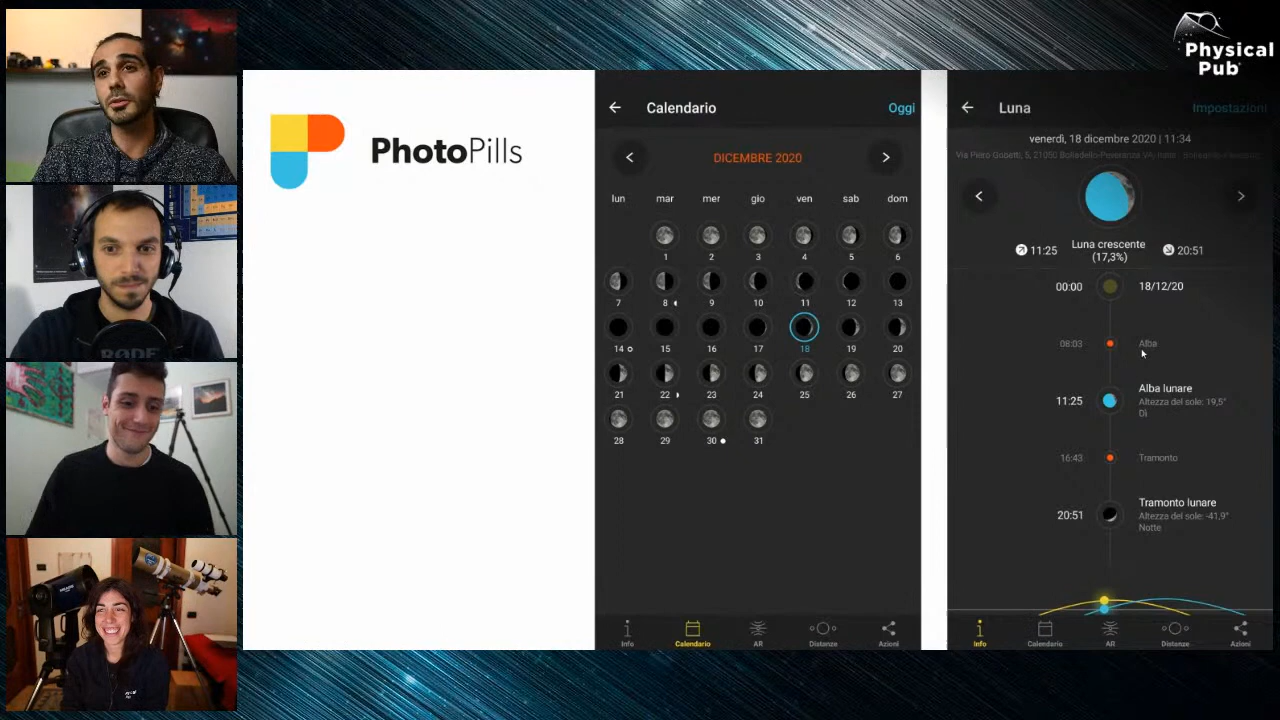 Physical
Pub
PhotoPills
Calendario
Oggi
DICEMBRE 2020
lun mar mer gio ven sab dom
1 2 3 4 5 6
7 8 9 10 11 12 13
14 15 16 17 18 19 20
21 22 23 24 25 26 27
28 29 30 31
Info Calendario AR Distanze Azioni
Luna
Impostazioni
venerdì, 18 dicembre 2020 | 11:34
11:25
Luna crescente
(17,3%)
20:51
00:00 18/12/20
08:03 Alba
11:25 Alba lunare
Altezza del sole: 19,5°
Dì
16:43 Tramonto
20:51 Tramonto lunare
Altezza del sole: -41,9°
Notte
Info Calendario AR Distanze Azioni
RODE